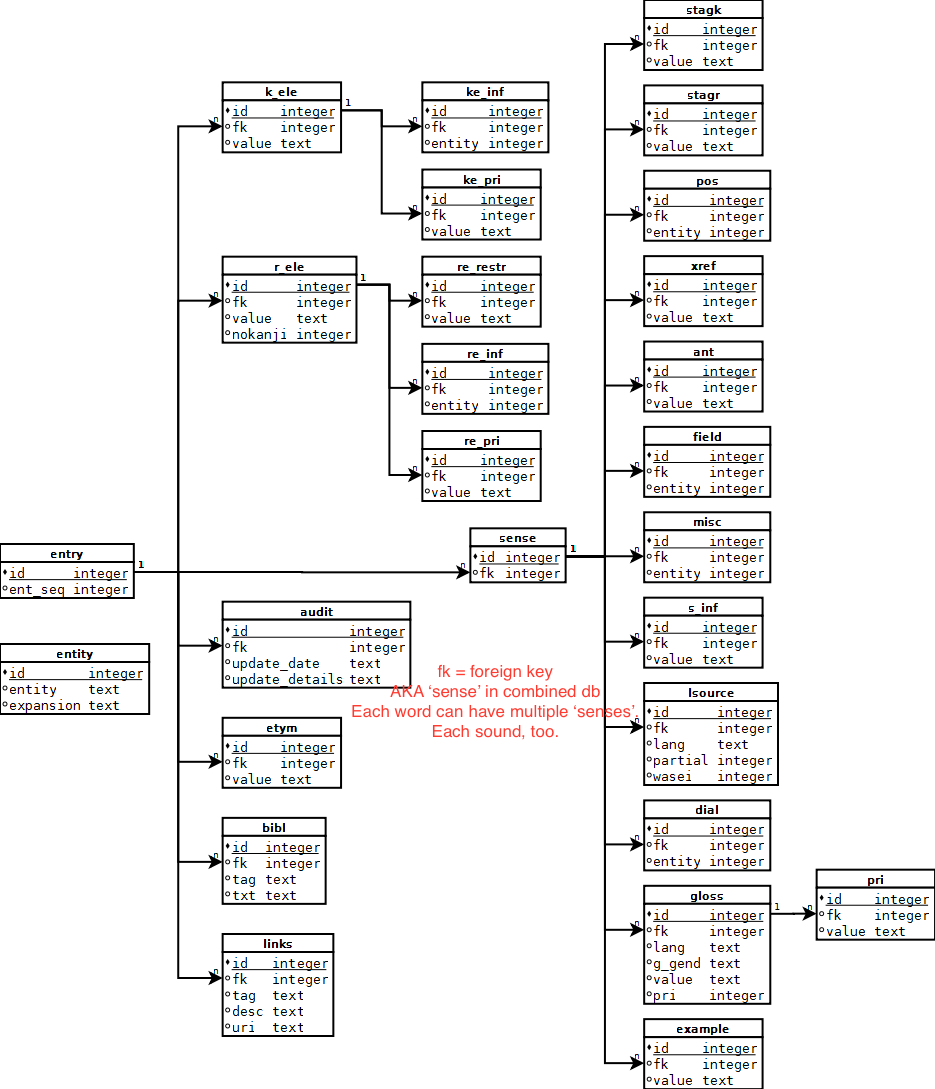 k_ele
id integer
fk integer
value text
1
n
ke_inf
id integer
fk integer
entity integer
n
ke_pri
id integer
fk integer
value text
n
r_ele
id integer
fk integer
value text
nokanji integer
1
n
re_restr
id integer
fk integer
value text
n
re_inf
id integer
fk integer
entity integer
n
re_pri
id integer
fk integer
value text
n
entry
id integer
ent_seq integer
1
entity
id integer
entity text
expansion text
sense
id integer
fk integer
1
n
audit
id integer
fk integer
update_date text
update_details text
n
fk = foreign key
AKA ‘sense’ in combined db
Each word can have multiple ‘senses’.
Each sound, too.
etym
id integer
fk integer
value text
n
bibl
id integer
fk integer
tag text
txt text
n
links
id integer
fk integer
tag text
desc text
uri text
n
stagk
id integer
fk integer
value text
n
stagr
id integer
fk integer
value text
n
pos
id integer
fk integer
entity integer
n
xref
id integer
fk integer
value text
n
ant
id integer
fk integer
value text
n
field
id integer
fk integer
entity integer
n
misc
id integer
fk integer
entity integer
n
s_inf
id integer
fk integer
value text
n
lsource
id integer
fk integer
lang text
partial integer
wasei integer
n
dial
id integer
fk integer
entity integer
n
gloss
id integer
fk integer
lang text
g_gend text
value text
pri integer
1
n
pri
id integer
fk integer
value text
n
example
id integer
fk integer
value text
n